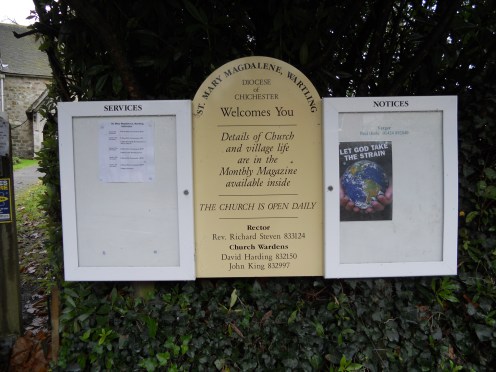 SERVICES
ST. MARY MAGDALENE, WARTLING
DIOCESE
of
CHICHESTER
Welcomes You
Details of Church
and village life
are in the
Monthly Magazine
available inside
THE CHURCH IS OPEN DAILY
Rector
Rev. Richard Steven 833124
Church Wardens
David Harding 832150
John King 832997
NOTICES
LET GOD TAKE
THE STRAIN